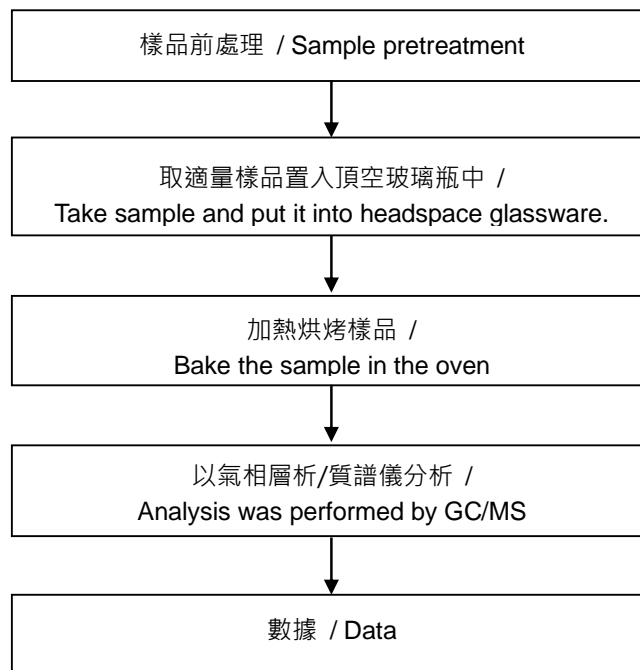 樣品前處理 / Sample pretreatment
取適量樣品置入頂空玻璃瓶中 /
Take sample and put it into headspace glassware.
加熱烘烤樣品 /
Bake the sample in the oven
以氣相層析/質譜儀分析 /
Analysis was performed by GC/MS
數據 / Data